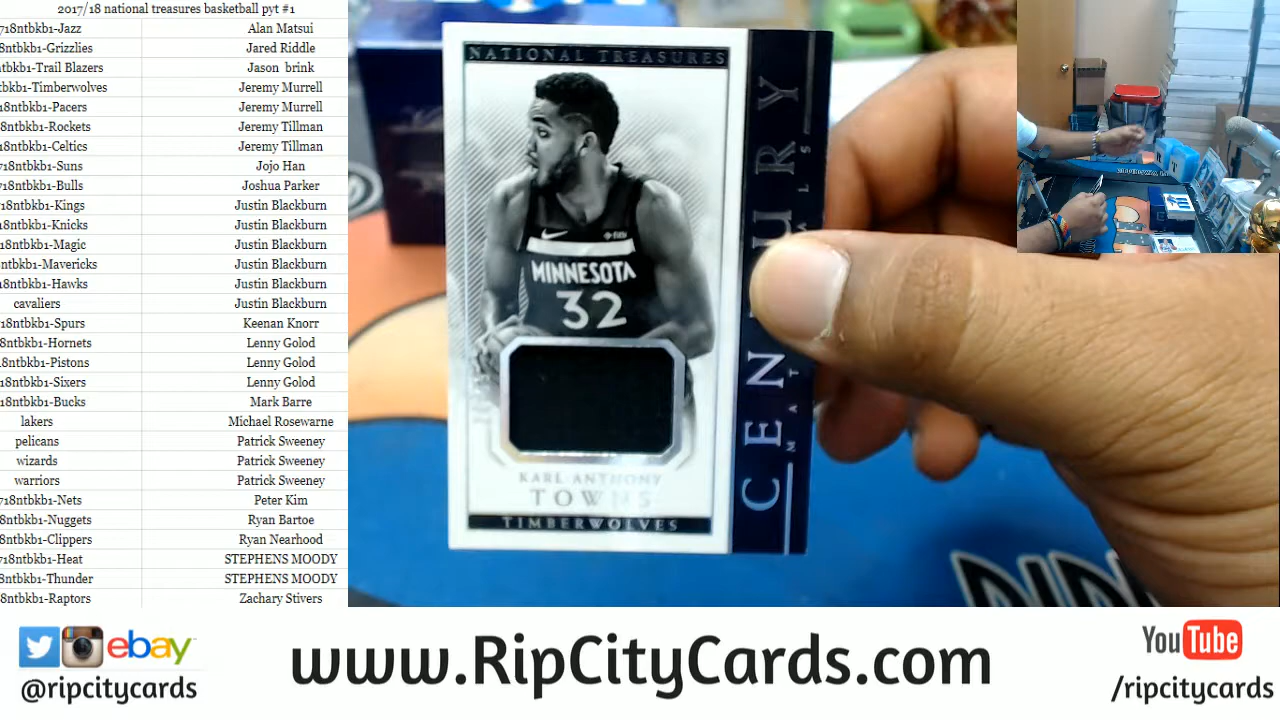 2017/18 national treasures basketball pyt #1
718ntbkb1-Jazz Alan Matsui
8ntbkb1-Grizzlies Jared Riddle
ntbkb1-Trail Blazers Jason brink
tbkb1-Timberwolves Jeremy Murrell
18ntbkb1-Pacers Jeremy Murrell
18ntbkb1-Rockets Jeremy Tillman
8ntbkb1-Celtics Jeremy Tillman
718ntbkb1-Suns Jojo Han
718ntbkb1-Bulls Joshua Parker
718ntbkb1-Kings Justin Blackburn
8ntbkb1-Knicks Justin Blackburn
718ntbkb1-Magic Justin Blackburn
ntbkb1-Mavericks Justin Blackburn
18ntbkb1-Hawks Justin Blackburn
cavaliers Justin Blackburn
718ntbkb1-Spurs Keenan Knorr
8ntbkb1-Hornets Lenny Golod
18ntbkb1-Pistons Lenny Golod
18ntbkb1-Sixers Lenny Golod
18ntbkb1-Bucks Mark Barre
lakers Michael Rosewarne
pelicans Patrick Sweeney
wizards Patrick Sweeney
warriors Patrick Sweeney
718ntbkb1-Nets Peter Kim
8ntbkb1-Nuggets Ryan Bartoe
8ntbkb1-Clippers Ryan Nearhood
718ntbkb1-Heat STEPHENS MOODY
8ntbkb1-Thunder STEPHENS MOODY
8ntbkb1-Raptors Zachary Stivers
NATIONAL TREASURES
MINNESOTA
32
KARL-ANTHONY
TOWNS
TIMBERWOLVES
ebay
@ripcitycards
www.RipCityCards.com
YouTube
/ripcitycards